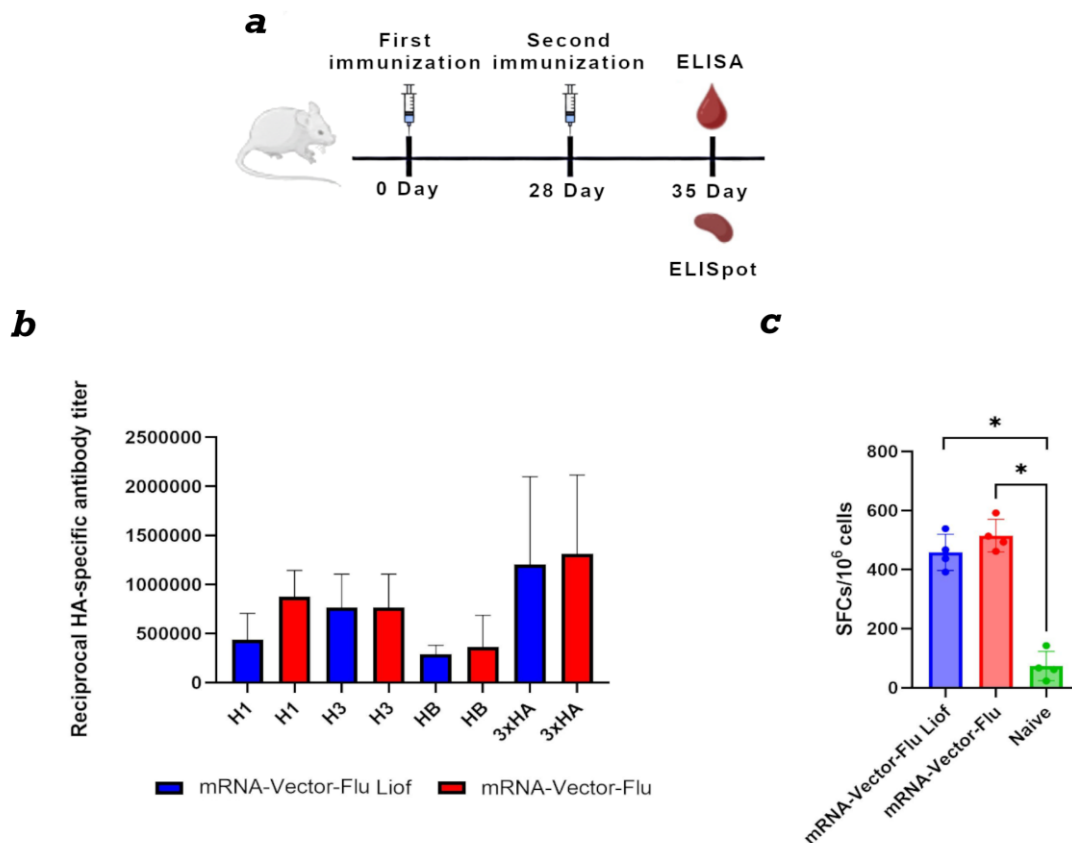 a
First
immunization
Second
immunization
ELISA
0 Day
28 Day
35 Day
ELISpot
b
Reciprocal HA-specific antibody titer
2500000
2000000
1500000
1000000
500000
0
H1
H1
H3
H3
HB
HB
3xHA
3xHA
mRNA-Vector-Flu Liof
mRNA-Vector-Flu
c
*
*
SFCs/10⁶ cells
800
600
400
200
0
mRNA-Vector-Flu Liof
mRNA-Vector-Flu
Naive